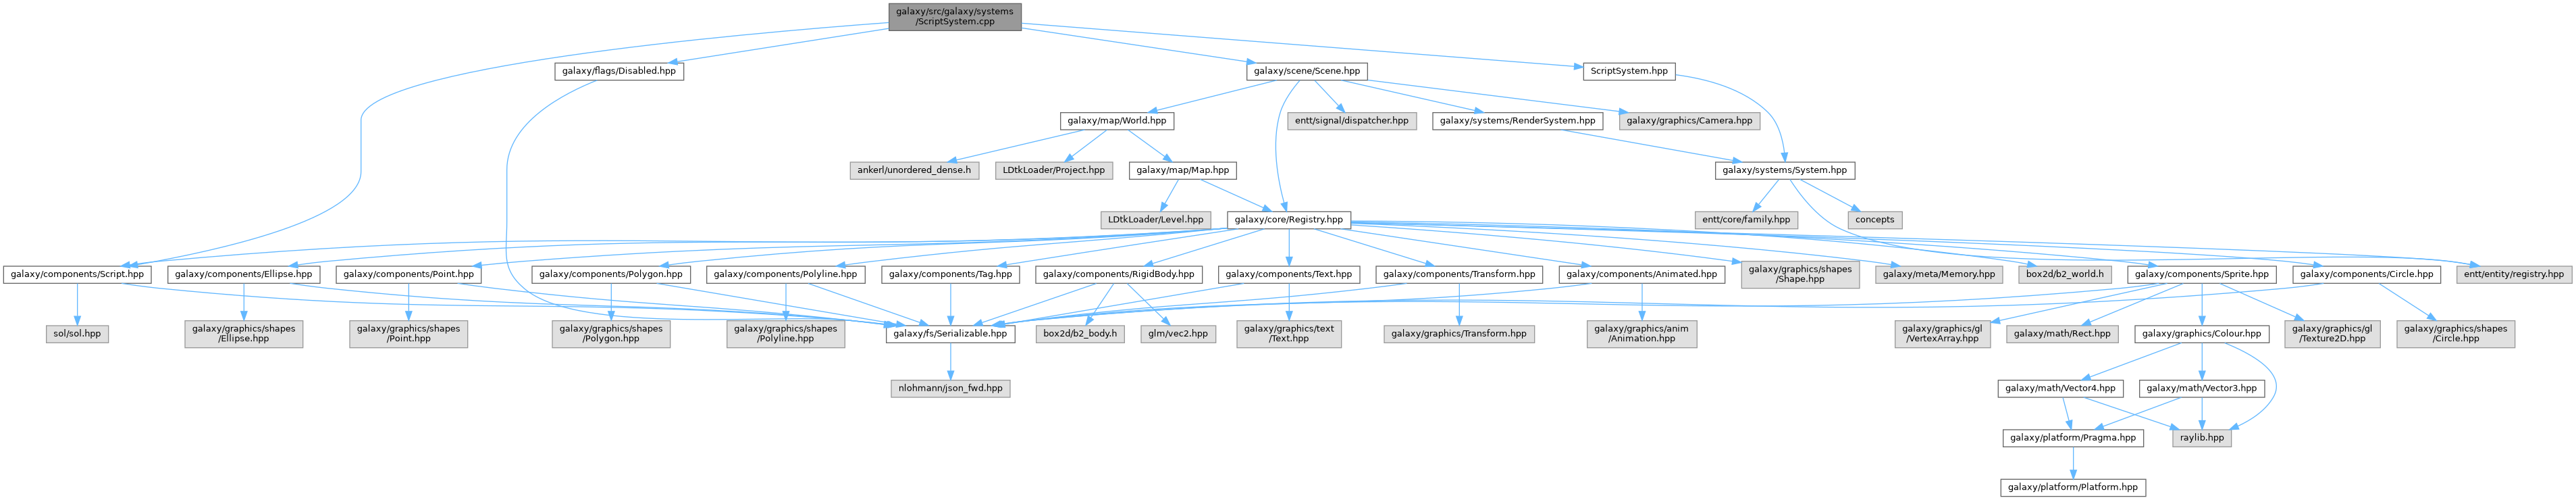 galaxy/src/galaxy/systems
/ScriptSystem.cpp
galaxy/flags/Disabled.hpp
galaxy/scene/Scene.hpp
ScriptSystem.hpp
galaxy/map/World.hpp
entt/signal/dispatcher.hpp
galaxy/systems/RenderSystem.hpp
galaxy/graphics/Camera.hpp
ankerl/unordered_dense.h
LDtkLoader/Project.hpp
galaxy/map/Map.hpp
galaxy/systems/System.hpp
LDtkLoader/Level.hpp
galaxy/core/Registry.hpp
entt/core/family.hpp
concepts
galaxy/components/Script.hpp
galaxy/components/Ellipse.hpp
galaxy/components/Point.hpp
galaxy/components/Polygon.hpp
galaxy/components/Polyline.hpp
galaxy/components/Tag.hpp
galaxy/components/RigidBody.hpp
galaxy/components/Text.hpp
galaxy/components/Transform.hpp
galaxy/components/Animated.hpp
galaxy/graphics/shapes
/Shape.hpp
galaxy/meta/Memory.hpp
box2d/b2_world.h
galaxy/components/Sprite.hpp
galaxy/components/Circle.hpp
entt/entity/registry.hpp
sol/sol.hpp
galaxy/graphics/shapes
/Ellipse.hpp
galaxy/graphics/shapes
/Point.hpp
galaxy/graphics/shapes
/Polygon.hpp
galaxy/graphics/shapes
/Polyline.hpp
galaxy/fs/Serializable.hpp
box2d/b2_body.h
glm/vec2.hpp
galaxy/graphics/text
/Text.hpp
galaxy/graphics/Transform.hpp
galaxy/graphics/anim
/Animation.hpp
galaxy/graphics/gl
/VertexArray.hpp
galaxy/math/Rect.hpp
galaxy/graphics/Colour.hpp
galaxy/graphics/gl
/Texture2D.hpp
galaxy/graphics/shapes
/Circle.hpp
nlohmann/json_fwd.hpp
galaxy/math/Vector4.hpp
galaxy/math/Vector3.hpp
galaxy/platform/Pragma.hpp
raylib.hpp
galaxy/platform/Platform.hpp